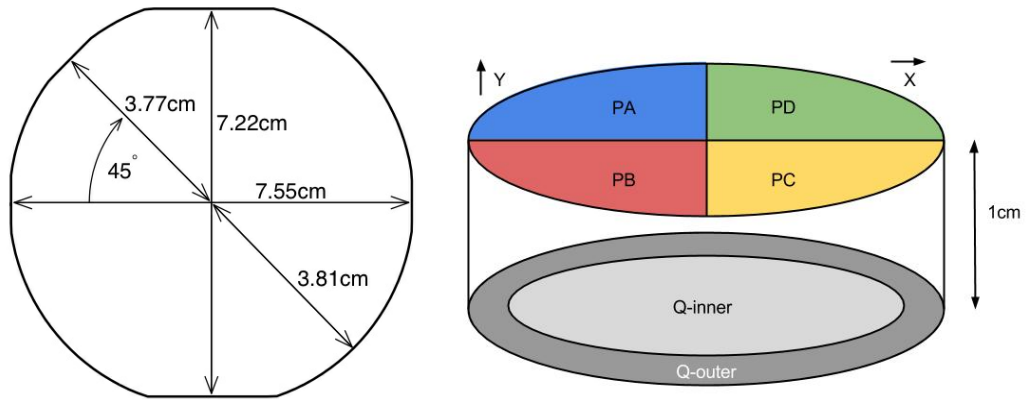 3.77cm
7.22cm
45°
7.55cm
3.81cm
Y
X
PA
PD
PB
PC
1cm
Q-inner
Q-outer